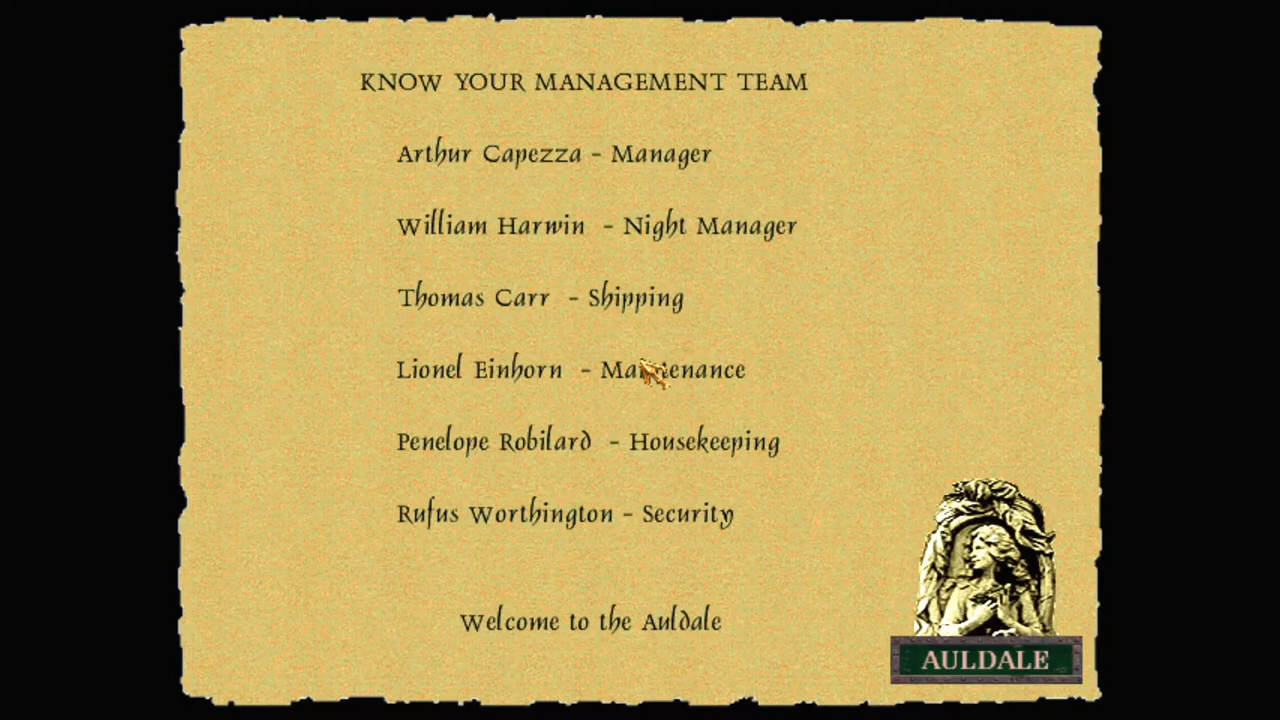 KNOW YOUR MANAGEMENT TEAM
Arthur Capezza - Manager
William Harwin - Night Manager
Thomas Carr - Shipping
Lionel Einhorn - Maintenance
Penelope Robilard - Housekeeping
Rufus Worthington - Security
Welcome to the Auldale
AULDALE